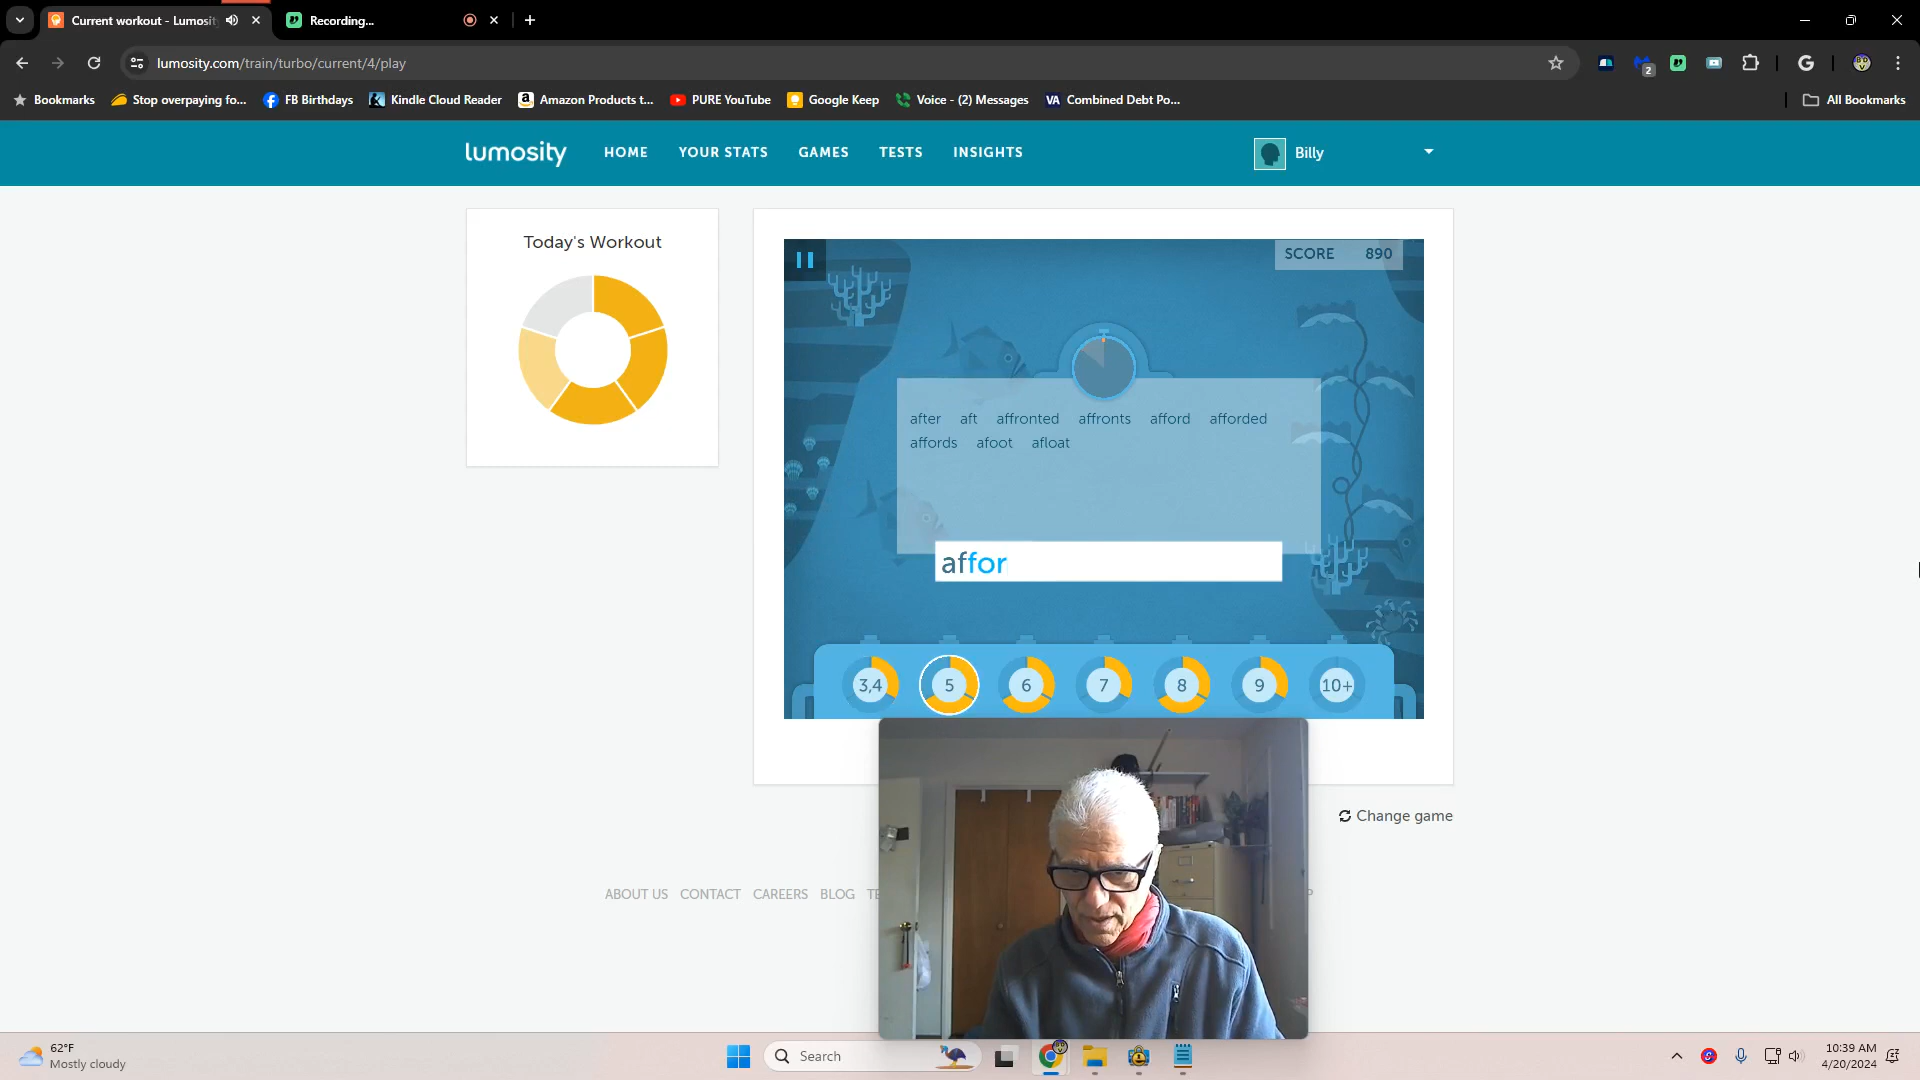 Current workout - Lumosit
Recording...
lumosity.com/train/turbo/current/4/play
2
Bookmarks Stop overpaying fo... FB Birthdays Kindle Cloud Reader Amazon Products t... PURE YouTube Google Keep Voice - (2) Messages VA Combined Debt Po... All Bookmarks
lumosity HOME YOUR STATS GAMES TESTS INSIGHTS Billy
Today's Workout
SCORE 890
after aft affronted affronts afford afforded
affords afoot afloat
affor
3,4 5 6 7 8 9 10+
Change game
ABOUT US CONTACT CAREERS BLOG
62°F
Mostly cloudy
Search
10:39 AM
4/20/2024